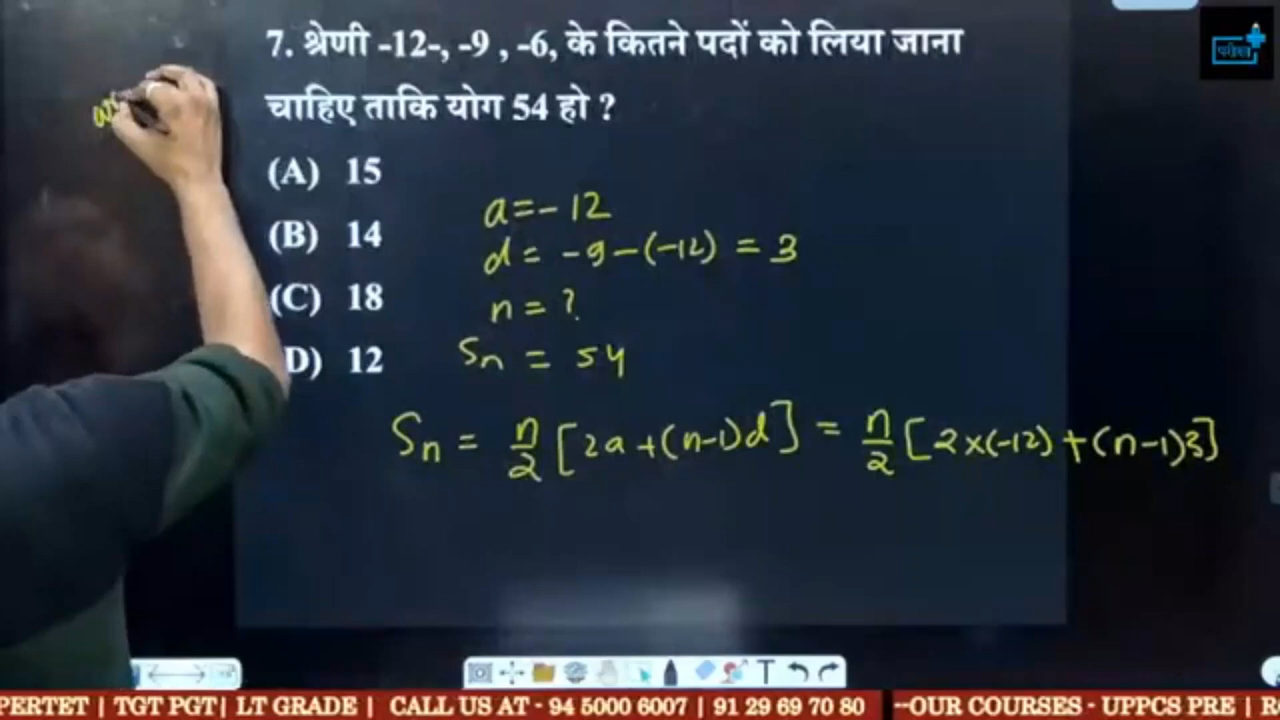 7. श्रेणी -12-, -9 , -6, के कितने पदों को लिया जाना
चाहिए ताकि योग 54 हो ?
(A) 15
(B) 14
(C) 18
D) 12
a = - 12
d = -9 - (-12) = 3
n = ?
Sn = 54
Sn = n/2 [2a + (n-1)d] = n/2 [2×(-12) + (n-1)3]
परीक्षा
PERTET | TGT PGT| LT GRADE | CALL US AT - 94 5000 6007 | 91 29 69 70 80 --OUR COURSES - UPPCS PRE | R